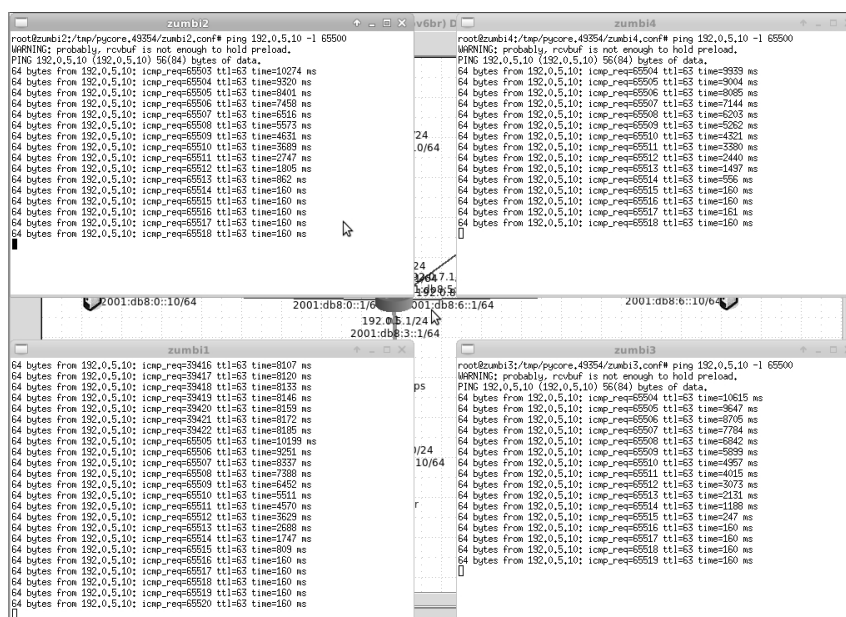 zumbi2
root@zumbi2:/tmp/pycore.49354/zumbi2.conf# ping 192.0.5.10 -l 65500
WARNING: probably, rcvbuf is not enough to hold preload.
PING 192.0.5.10 (192.0.5.10) 56(84) bytes of data.
64 bytes from 192.0.5.10: icmp_req=65503 ttl=63 time=10274 ms
64 bytes from 192.0.5.10: icmp_req=65504 ttl=63 time=9320 ms
64 bytes from 192.0.5.10: icmp_req=65505 ttl=63 time=8401 ms
64 bytes from 192.0.5.10: icmp_req=65506 ttl=63 time=7458 ms
64 bytes from 192.0.5.10: icmp_req=65507 ttl=63 time=6516 ms
64 bytes from 192.0.5.10: icmp_req=65508 ttl=63 time=5573 ms
64 bytes from 192.0.5.10: icmp_req=65509 ttl=63 time=4631 ms
64 bytes from 192.0.5.10: icmp_req=65510 ttl=63 time=3689 ms
64 bytes from 192.0.5.10: icmp_req=65511 ttl=63 time=2747 ms
64 bytes from 192.0.5.10: icmp_req=65512 ttl=63 time=1805 ms
64 bytes from 192.0.5.10: icmp_req=65513 ttl=63 time=862 ms
64 bytes from 192.0.5.10: icmp_req=65514 ttl=63 time=160 ms
64 bytes from 192.0.5.10: icmp_req=65515 ttl=63 time=160 ms
64 bytes from 192.0.5.10: icmp_req=65516 ttl=63 time=160 ms
64 bytes from 192.0.5.10: icmp_req=65517 ttl=63 time=160 ms
64 bytes from 192.0.5.10: icmp_req=65518 ttl=63 time=160 ms
ov6br) D
zumbi4
root@zumbi4:/tmp/pycore.49354/zumbi4.conf# ping 192.0.5.10 -l 65500
WARNING: probably, rcvbuf is not enough to hold preload.
PING 192.0.5.10 (192.0.5.10) 56(84) bytes of data.
64 bytes from 192.0.5.10: icmp_req=65504 ttl=63 time=9939 ms
64 bytes from 192.0.5.10: icmp_req=65505 ttl=63 time=9004 ms
64 bytes from 192.0.5.10: icmp_req=65506 ttl=63 time=8085 ms
64 bytes from 192.0.5.10: icmp_req=65507 ttl=63 time=7144 ms
64 bytes from 192.0.5.10: icmp_req=65508 ttl=63 time=6203 ms
64 bytes from 192.0.5.10: icmp_req=65509 ttl=63 time=5262 ms
64 bytes from 192.0.5.10: icmp_req=65510 ttl=63 time=4321 ms
64 bytes from 192.0.5.10: icmp_req=65511 ttl=63 time=3380 ms
64 bytes from 192.0.5.10: icmp_req=65512 ttl=63 time=2440 ms
64 bytes from 192.0.5.10: icmp_req=65513 ttl=63 time=1497 ms
64 bytes from 192.0.5.10: icmp_req=65514 ttl=63 time=556 ms
64 bytes from 192.0.5.10: icmp_req=65515 ttl=63 time=160 ms
64 bytes from 192.0.5.10: icmp_req=65516 ttl=63 time=160 ms
64 bytes from 192.0.5.10: icmp_req=65517 ttl=63 time=161 ms
64 bytes from 192.0.5.10: icmp_req=65518 ttl=63 time=160 ms
/24
.0/64
2001:db8:0::10/64
2001:db8:0::1/6
001:db8:6::1/64
2001:db8:6::10/64
2001:db8:3::1/64
zumbi1
64 bytes from 192.0.5.10: icmp_req=39416 ttl=63 time=8107 ms
64 bytes from 192.0.5.10: icmp_req=39417 ttl=63 time=8120 ms
64 bytes from 192.0.5.10: icmp_req=39418 ttl=63 time=8133 ms
64 bytes from 192.0.5.10: icmp_req=39419 ttl=63 time=8146 ms
64 bytes from 192.0.5.10: icmp_req=39420 ttl=63 time=8159 ms
64 bytes from 192.0.5.10: icmp_req=39421 ttl=63 time=8172 ms
64 bytes from 192.0.5.10: icmp_req=39422 ttl=63 time=8185 ms
64 bytes from 192.0.5.10: icmp_req=65505 ttl=63 time=10199 ms
64 bytes from 192.0.5.10: icmp_req=65506 ttl=63 time=9251 ms
64 bytes from 192.0.5.10: icmp_req=65507 ttl=63 time=8337 ms
64 bytes from 192.0.5.10: icmp_req=65508 ttl=63 time=7388 ms
64 bytes from 192.0.5.10: icmp_req=65509 ttl=63 time=6452 ms
64 bytes from 192.0.5.10: icmp_req=65510 ttl=63 time=5511 ms
64 bytes from 192.0.5.10: icmp_req=65511 ttl=63 time=4570 ms
64 bytes from 192.0.5.10: icmp_req=65512 ttl=63 time=3629 ms
64 bytes from 192.0.5.10: icmp_req=65513 ttl=63 time=2688 ms
64 bytes from 192.0.5.10: icmp_req=65514 ttl=63 time=1747 ms
64 bytes from 192.0.5.10: icmp_req=65515 ttl=63 time=809 ms
64 bytes from 192.0.5.10: icmp_req=65516 ttl=63 time=160 ms
64 bytes from 192.0.5.10: icmp_req=65517 ttl=63 time=160 ms
64 bytes from 192.0.5.10: icmp_req=65518 ttl=63 time=160 ms
64 bytes from 192.0.5.10: icmp_req=65519 ttl=63 time=160 ms
64 bytes from 192.0.5.10: icmp_req=65520 ttl=63 time=160 ms
ps
0/24
10/64
zumbi3
root@zumbi3:/tmp/pycore.49354/zumbi3.conf# ping 192.0.5.10 -l 65500
WARNING: probably, rcvbuf is not enough to hold preload.
PING 192.0.5.10 (192.0.5.10) 56(84) bytes of data.
64 bytes from 192.0.5.10: icmp_req=65504 ttl=63 time=10615 ms
64 bytes from 192.0.5.10: icmp_req=65505 ttl=63 time=9647 ms
64 bytes from 192.0.5.10: icmp_req=65506 ttl=63 time=8705 ms
64 bytes from 192.0.5.10: icmp_req=65507 ttl=63 time=7784 ms
64 bytes from 192.0.5.10: icmp_req=65508 ttl=63 time=6842 ms
64 bytes from 192.0.5.10: icmp_req=65509 ttl=63 time=5899 ms
64 bytes from 192.0.5.10: icmp_req=65510 ttl=63 time=4957 ms
64 bytes from 192.0.5.10: icmp_req=65511 ttl=63 time=4015 ms
64 bytes from 192.0.5.10: icmp_req=65512 ttl=63 time=3073 ms
64 bytes from 192.0.5.10: icmp_req=65513 ttl=63 time=2131 ms
64 bytes from 192.0.5.10: icmp_req=65514 ttl=63 time=1188 ms
64 bytes from 192.0.5.10: icmp_req=65515 ttl=63 time=247 ms
64 bytes from 192.0.5.10: icmp_req=65516 ttl=63 time=160 ms
64 bytes from 192.0.5.10: icmp_req=65517 ttl=63 time=160 ms
64 bytes from 192.0.5.10: icmp_req=65518 ttl=63 time=160 ms
64 bytes from 192.0.5.10: icmp_req=65519 ttl=63 time=160 ms